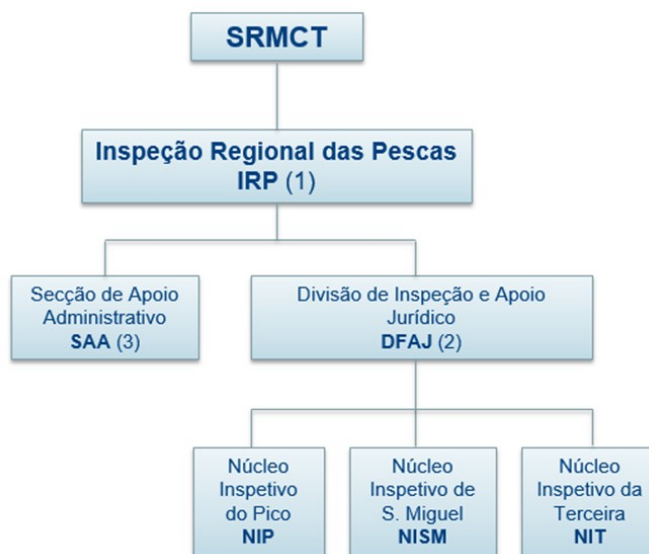 SRMCT
Inspeção Regional das Pescas
IRP (1)
Secção de Apoio
Administrativo
SAA (3)
Divisão de Inspeção e Apoio
Jurídico
DFAJ (2)
Núcleo
Inspetivo
do Pico
NIP
Núcleo
Inspetivo de
S. Miguel
NISM
Núcleo
Inspetivo da
Terceira
NIT